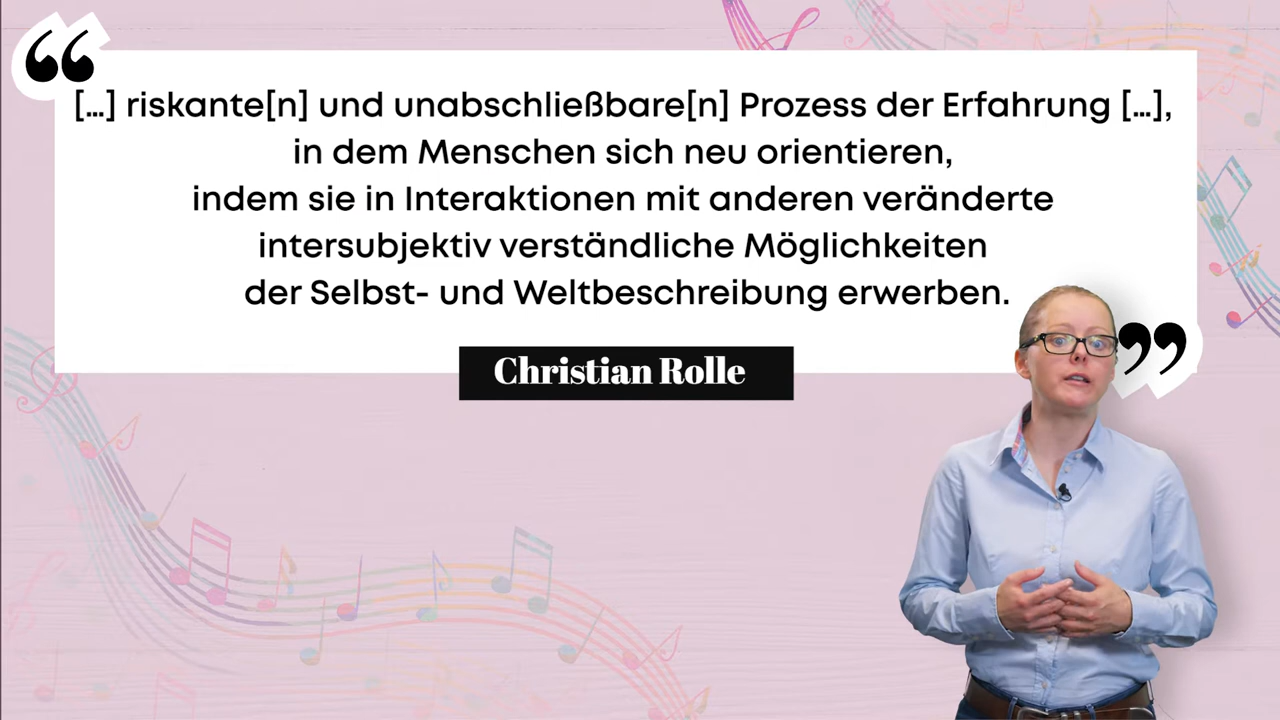 “
[...] riskante[n] und unabschließbare[n] Prozess der Erfahrung [...],
in dem Menschen sich neu orientieren,
indem sie in Interaktionen mit anderen veränderte
intersubjektiv verständliche Möglichkeiten
der Selbst- und Weltbeschreibung erwerben.
”
Christian Rolle